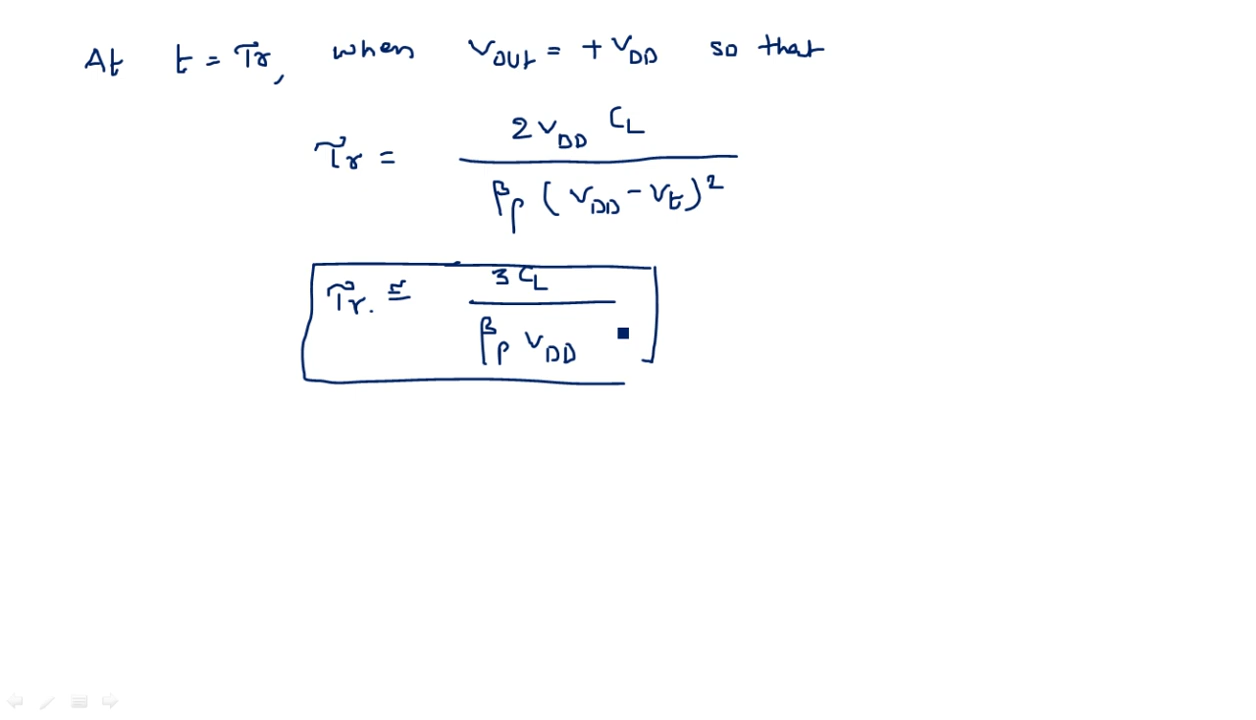 At t = τr, when VOUt = +VDD so that
τr = 2VDD CL / βp (VDD - Vt)²
τr. ≅ 3CL / βp VDD